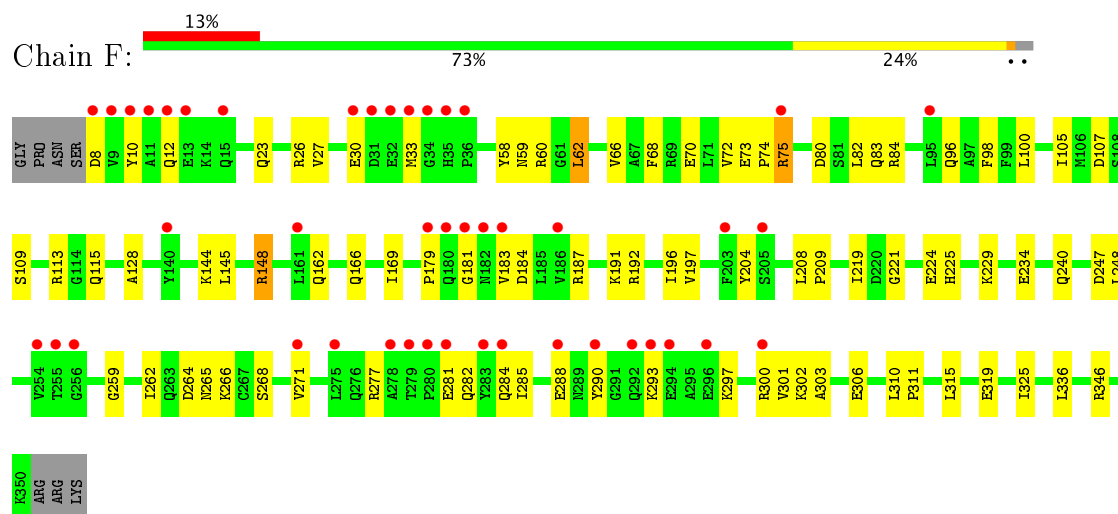 13%
Chain F:
73% 24% • •
GLY PRO ASN SER D8 V9 Y10 A11 Q12 E13 K14 Q15 Q23 R26 V27 E30 D31 E32 M33 G34 H35 P36 Y58 N59 R60 G61 L62 V66 A67 F68 R69 E70 L71 V72 E73 P74 R75 D80 S81 L82 Q83 R84 L95 Q96 A97 F98 F99 L100 I105 M106 D107 S108
S109 R113 G114 Q115 A128 Y140 K144 L145 R148 L161 Q162 Q166 I169 P179 Q180 G181 N182 V183 D184 L185 V186 R187 K191 R192 I196 V197 F203 Y204 S205 L208 P209 I219 D220 G221 E224 H225 K229 E234 Q240 D247 L248
V254 T255 G256 G259 I262 Q263 D264 N265 K266 C267 S268 V271 L275 Q276 R277 A278 T279 P280 E281 Q282 Y283 Q284 I285 E288 N289 Y290 G291 Q292 K293 E294 A295 E296 K297 R300 V301 K302 A303 E306 L310 P311 L315 E319 I325 L336 R346
K350 ARG ARG LYS